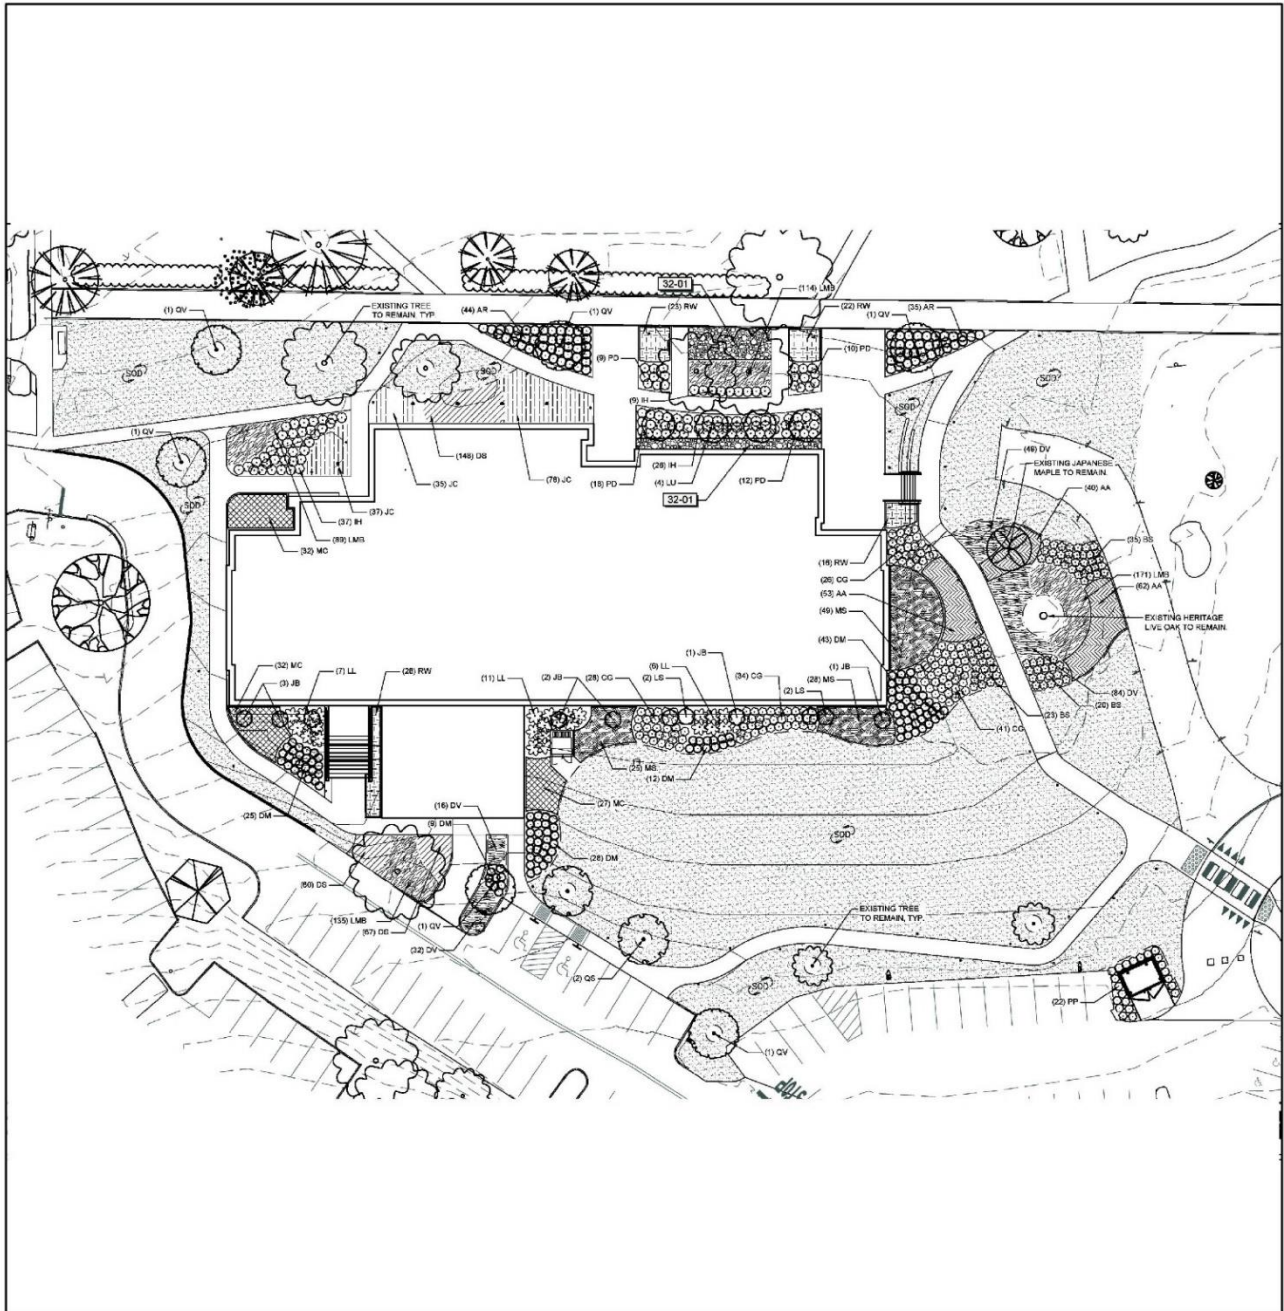 32-01
(114) LMB
(1) QV
EXISTING TREE
TO REMAIN, TYP.
(44) AR
(1) QV
(23) RW
(22) RW
(1) QV
(35) AR
(9) PD
(10) PD
SOD
SOD
SOD
(9) IH
SOD
(1) QV
(49) DV
EXISTING JAPANESE
MAPLE TO REMAIN.
(40) AA
(148) DS
(26) IH
(4) LU
(18) PD
(12) PD
(35) JC
(78) JC
32-01
SOD
(37) JC
(37) IH
(89) LMB
(32) MC
(35) BS
(16) RW
(26) CG
(53) AA
(49) MS
(43) DM
(171) LMB
(62) AA
EXISTING HERITAGE
LIVE OAK TO REMAIN.
(32) MC
(3) JB
(7) LL
(28) RW
(11) LL
(2) JB
(28) CG
(2) LS
(6) LL
(1) JB
(34) CG
(2) LS
(28) MS
(1) JB
(84) DV
(20) BS
(23) BS
(41) CG
(25) MS
(12) DM
(27) MC
(25) DM
(16) DV
(9) DM
(26) DM
SOD
(60) DS
(135) LMB
(67) DS
(1) QV
(32) DV
EXISTING TREE
TO REMAIN, TYP.
(2) QS
SOD
(22) PP
(1) QV
stop